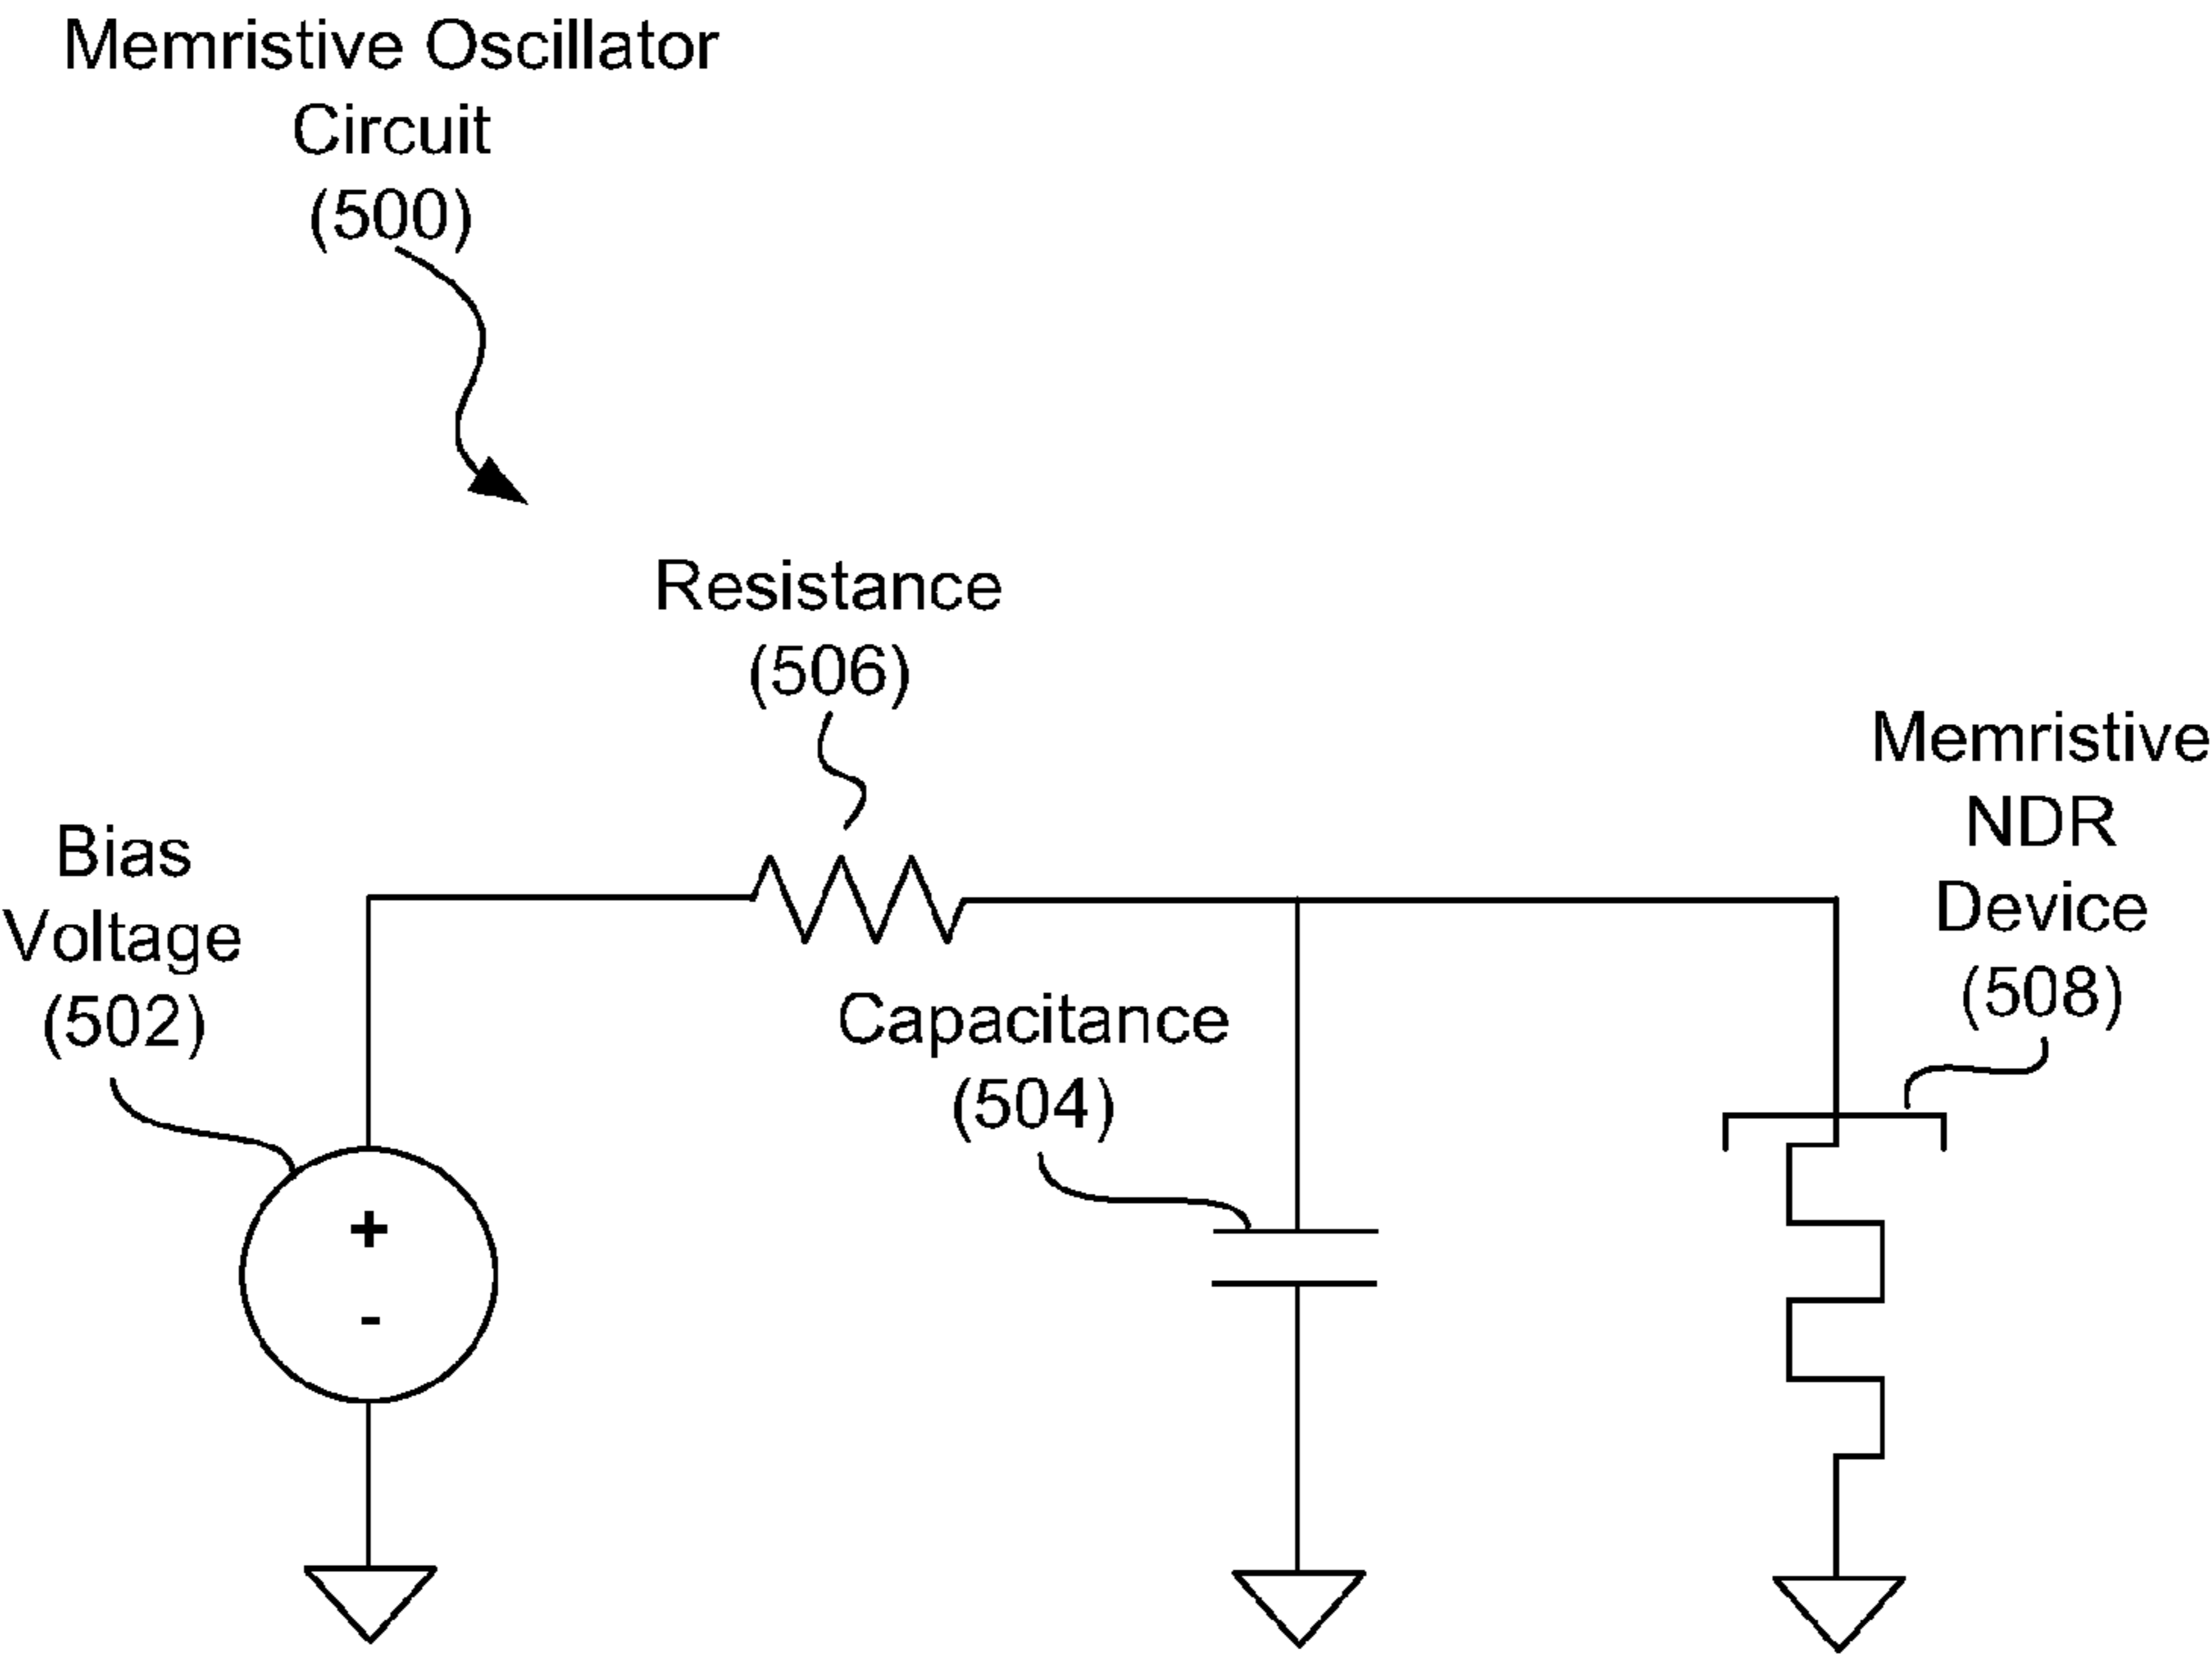 Memristive Oscillator
Circuit
(500)
Resistance
(506)
Memristive
NDR
Device
(508)
Bias
Voltage
(502)
Capacitance
(504)
+
-